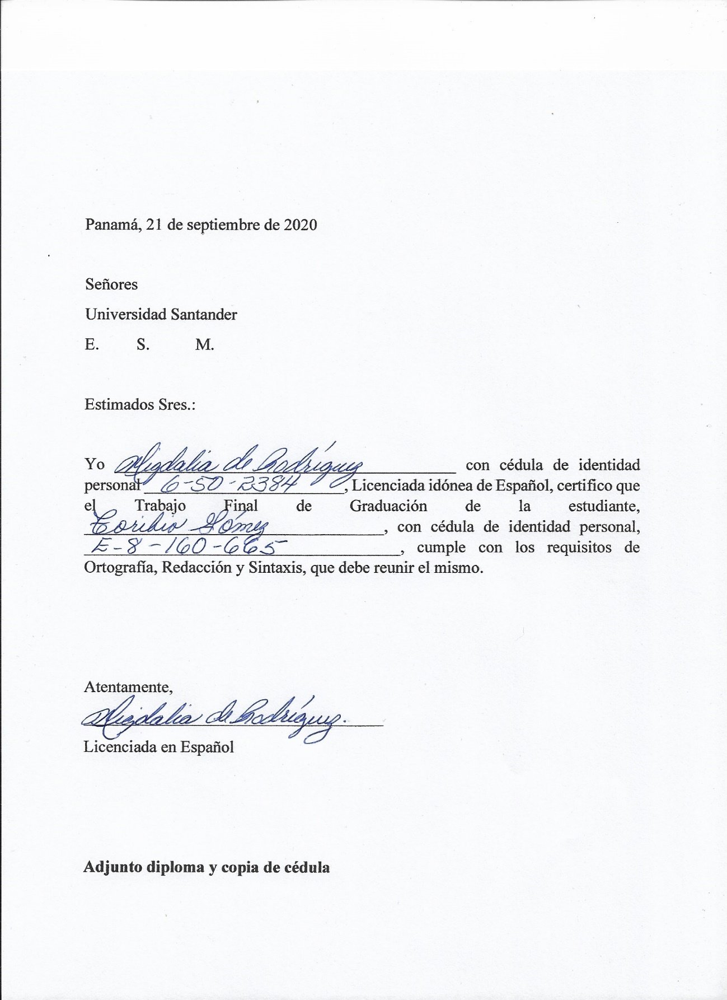 Panamá, 21 de septiembre de 2020
Señores
Universidad Santander
E. S. M.
Estimados Sres.:
Yo Migdalia de Rodríguez con cédula de identidad
personal 6-50-2384, Licenciada idónea de Español, certifico que
el Trabajo Final de Graduación de la estudiante,
Toribio Gómez, con cédula de identidad personal,
E-8-160-665, cumple con los requisitos de
Ortografía, Redacción y Sintaxis, que debe reunir el mismo.
Atentamente,
Migdalia de Rodríguez.
Licenciada en Español
Adjunto diploma y copia de cédula